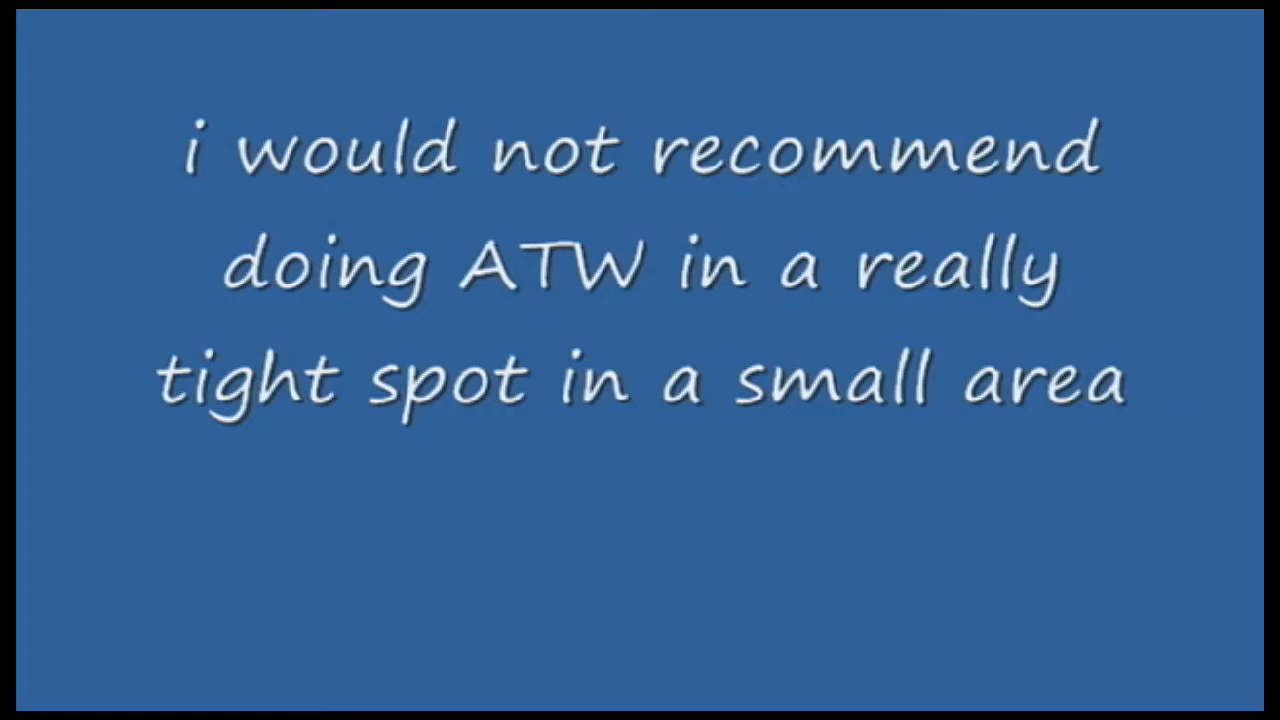 i would not recommend
doing ATW in a really
tight spot in a small area